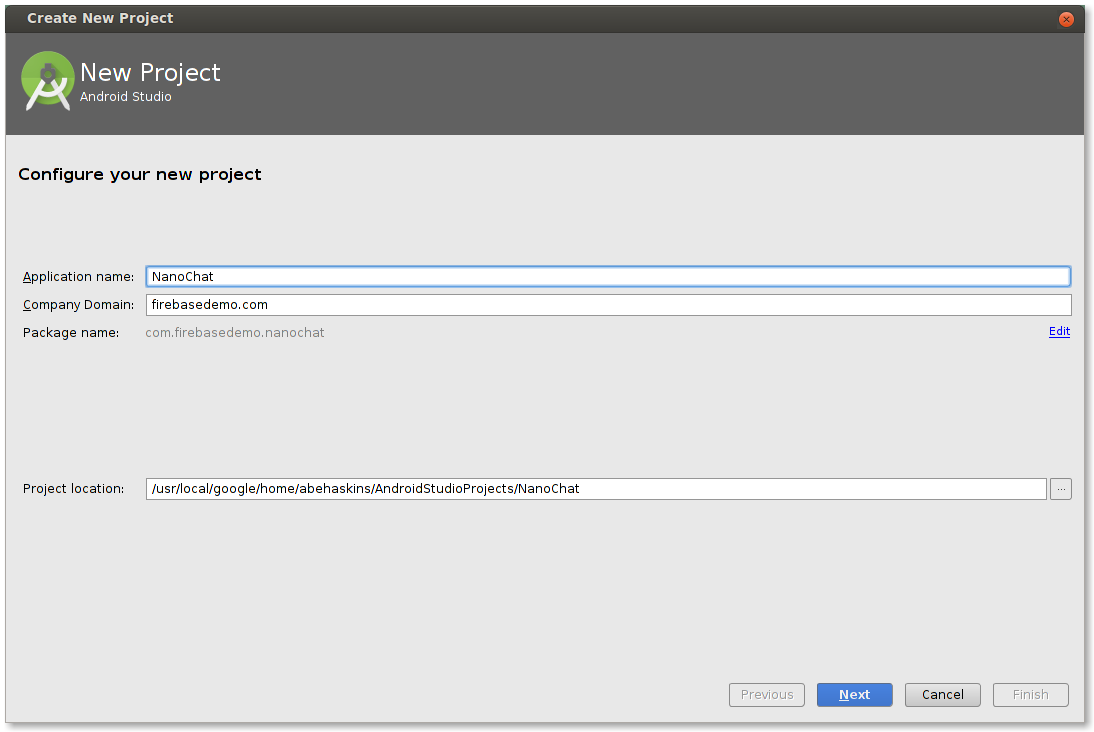 Create New Project
New Project
Android Studio
Configure your new project
Application name: NanoChat
Company Domain: firebasedemo.com
Package name: com.firebasedemo.nanochat Edit
Project location: /usr/local/google/home/abehaskins/AndroidStudioProjects/NanoChat ...
Previous Next Cancel Finish